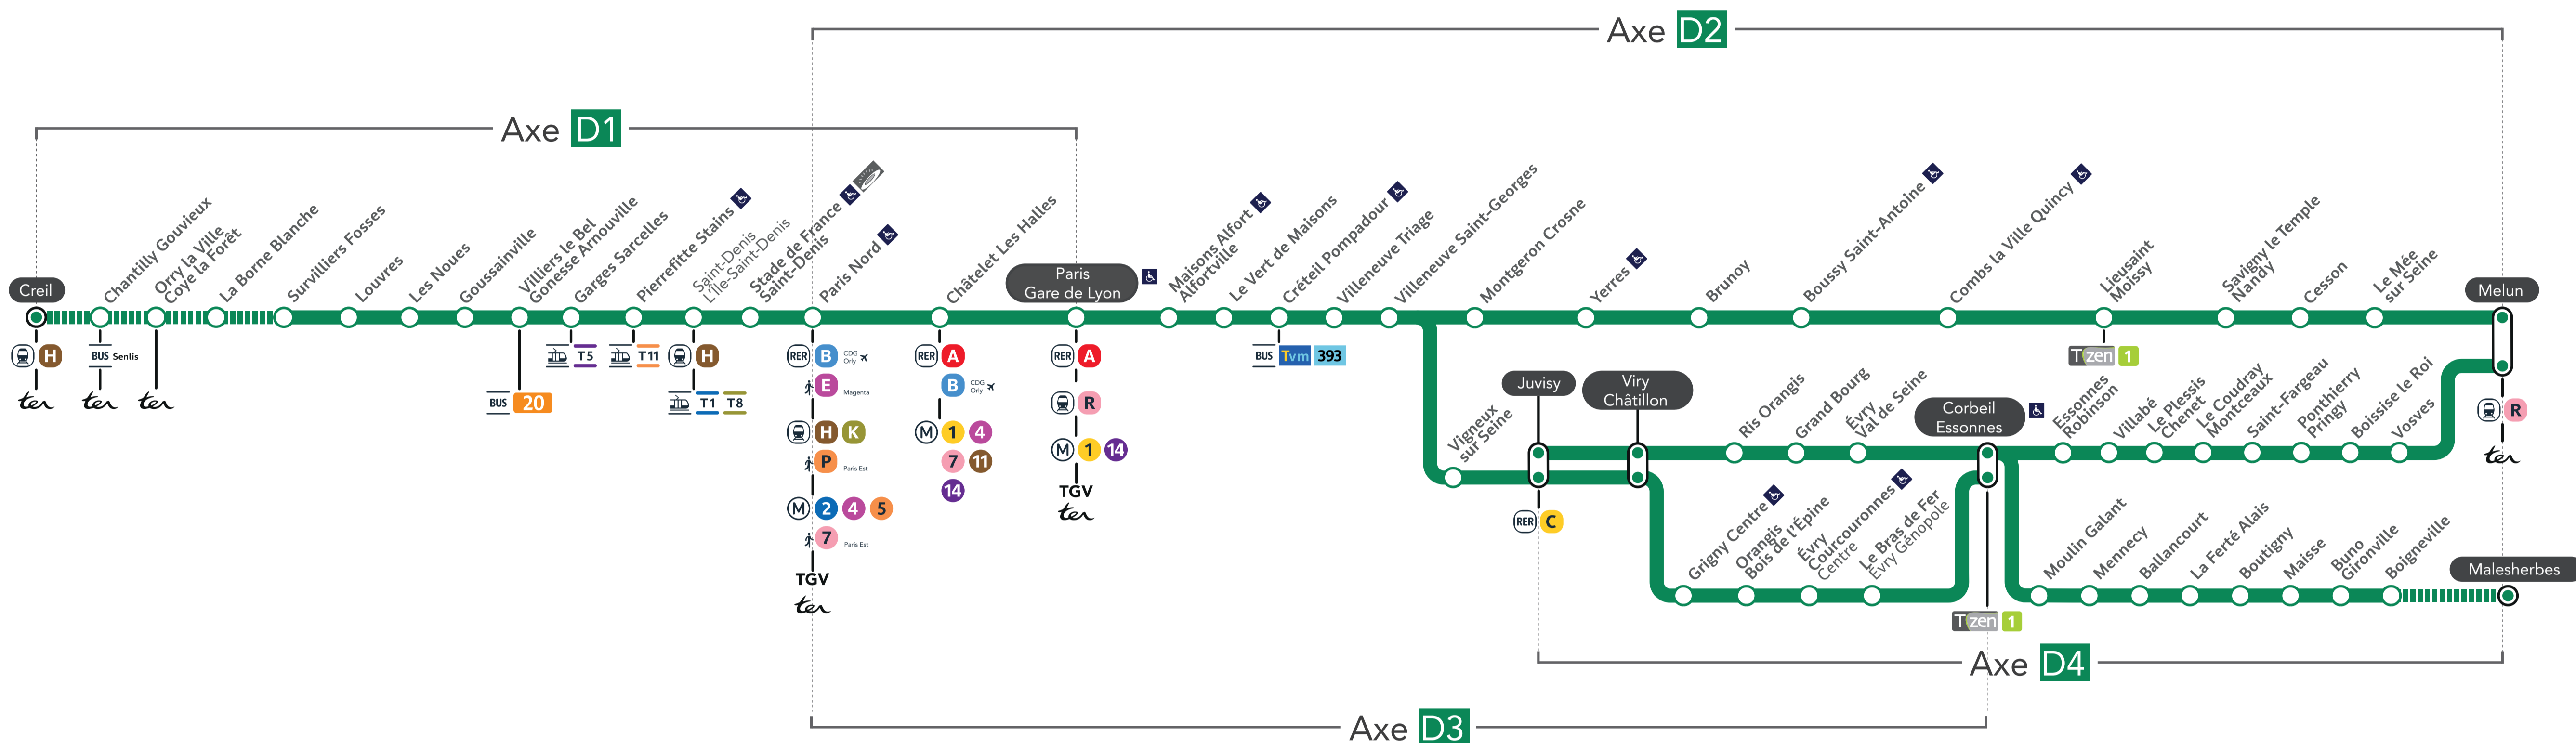 Axe D2
Axe D1
Creil
Chantilly Gouvieux
Orry la Ville
Coye la Forêt
La Borne Blanche
Survilliers Fosses
Louvres
Les Noues
Goussainville
Villiers le Bel
Gonesse Arnouville
Garges Sarcelles
Pierrefitte Stains
Saint-Denis
L'Île-Saint-Denis
Stade de France
Saint-Denis
Paris Nord
Châtelet Les Halles
Paris
Gare de Lyon
Maisons Alfort
Alfortville
Le Vert de Maisons
Créteil Pompadour
Villeneuve Triage
Villeneuve Saint-Georges
Montgeron Crosne
Yerres
Brunoy
Boussy Saint-Antoine
Combs la Ville Quincy
Lieusaint
Moissy
Savigny le Temple
Nandy
Cesson
Le Mée
sur Seine
Melun
H
ter
BUS Senlis
ter
ter
BUS 20
T5
T11
H
T1 T8
RER B CDG
Orly
E Magenta
H K
P Paris Est
M 2 4 5
7 Paris Est
TGV
ter
RER A
B CDG
Orly
M 1 4
7 11
14
RER A
R
M 1 14
TGV
ter
BUS Tvm 393
Tzen 1
R
ter
Vigneux
sur Seine
Juvisy
RER C
Viry
Châtillon
Ris Orangis
Grand Bourg
Évry
Val de Seine
Corbeil
Essonnes
Tzen 1
Essonnes
Robinson
Villabé
Le Plessis
Chenet
Le Coudray
Montceaux
Saint-Fargeau
Ponthierry
Pringy
Boissise le Roi
Vosves
Grigny Centre
Orangis
Bois de l'Épine
Évry
Courcouronnes
Centre
Le Bras de Fer
Évry Génopole
Moulin Galant
Mennecy
Ballancourt
La Ferté Alais
Boutigny
Maisse
Buno
Gironville
Boigneville
Malesherbes
Axe D4
Axe D3